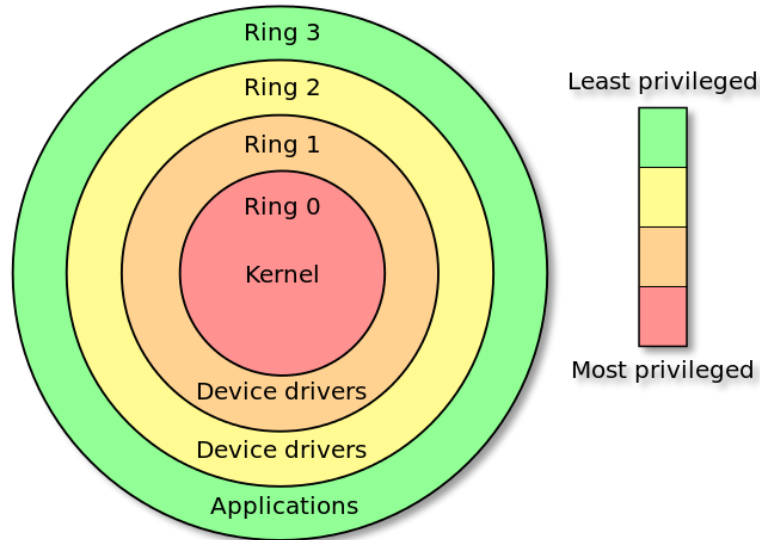 Ring 3
Ring 2
Ring 1
Ring 0
Kernel
Device drivers
Device drivers
Applications
Least privileged
Most privileged